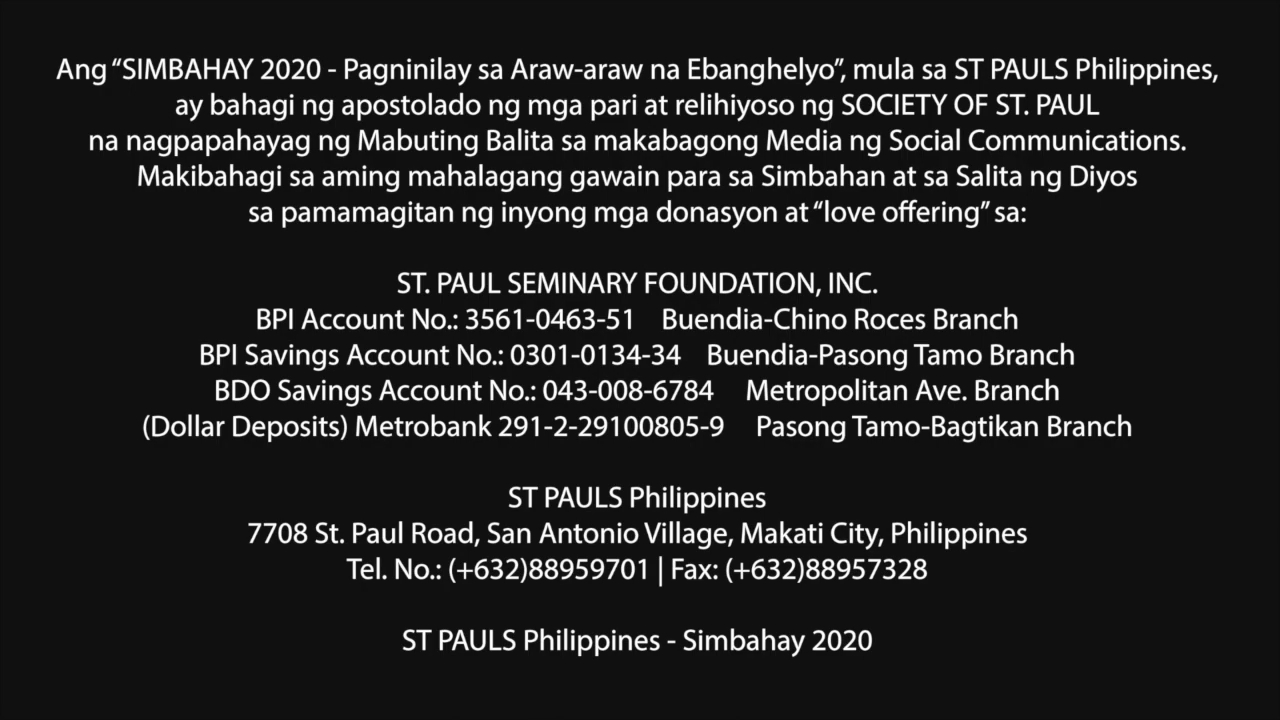 Ang “SIMBAHAY 2020 - Pagninilay sa Araw-araw na Ebanghelyo”, mula sa ST PAULS Philippines,
ay bahagi ng apostolado ng mga pari at relihiyoso ng SOCIETY OF ST. PAUL
na nagpapahayag ng Mabuting Balita sa makabagong Media ng Social Communications.
Makibahagi sa aming mahalagang gawain para sa Simbahan at sa Salita ng Diyos
sa pamamagitan ng inyong mga donasyon at “love offering” sa:
ST. PAUL SEMINARY FOUNDATION, INC.
BPI Account No.: 3561-0463-51 Buendia-Chino Roces Branch
BPI Savings Account No.: 0301-0134-34 Buendia-Pasong Tamo Branch
BDO Savings Account No.: 043-008-6784 Metropolitan Ave. Branch
(Dollar Deposits) Metrobank 291-2-29100805-9 Pasong Tamo-Bagtikan Branch
ST PAULS Philippines
7708 St. Paul Road, San Antonio Village, Makati City, Philippines
Tel. No.: (+632)88959701 | Fax: (+632)88957328
ST PAULS Philippines - Simbahay 2020